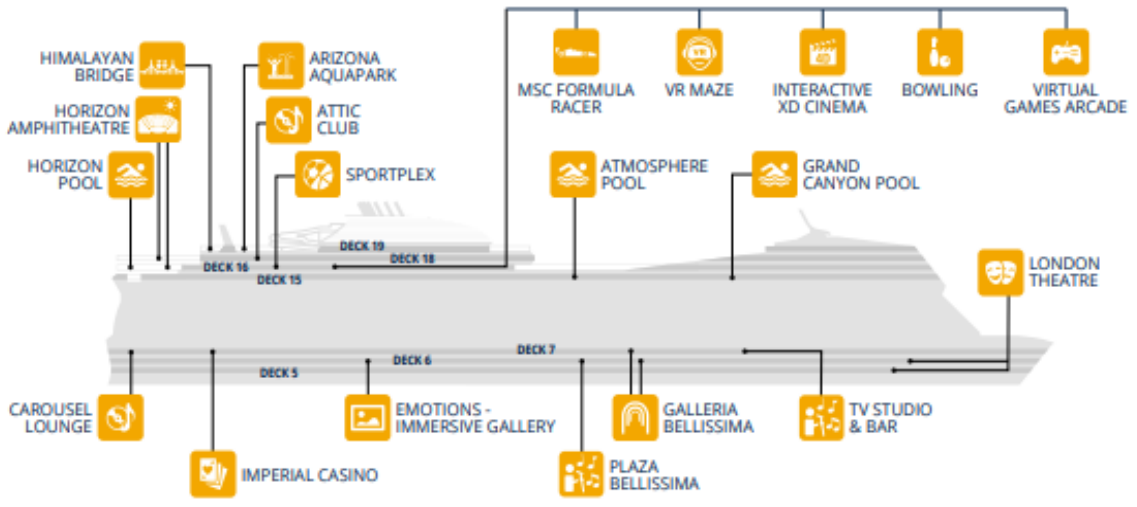 HIMALAYAN
BRIDGE
ARIZONA
AQUAPARK
MSC FORMULA
RACER
VR MAZE
INTERACTIVE
XD CINEMA
BOWLING
VIRTUAL
GAMES ARCADE
HORIZON
AMPHITHEATRE
ATTIC
CLUB
HORIZON
POOL
SPORTPLEX
ATMOSPHERE
POOL
GRAND
CANYON POOL
DECK 19
DECK 18
DECK 16
DECK 15
LONDON
THEATRE
DECK 7
DECK 6
DECK 5
CAROUSEL
LOUNGE
EMOTIONS -
IMMERSIVE GALLERY
GALLERIA
BELLISSIMA
TV STUDIO
& BAR
IMPERIAL CASINO
PLAZA
BELLISSIMA